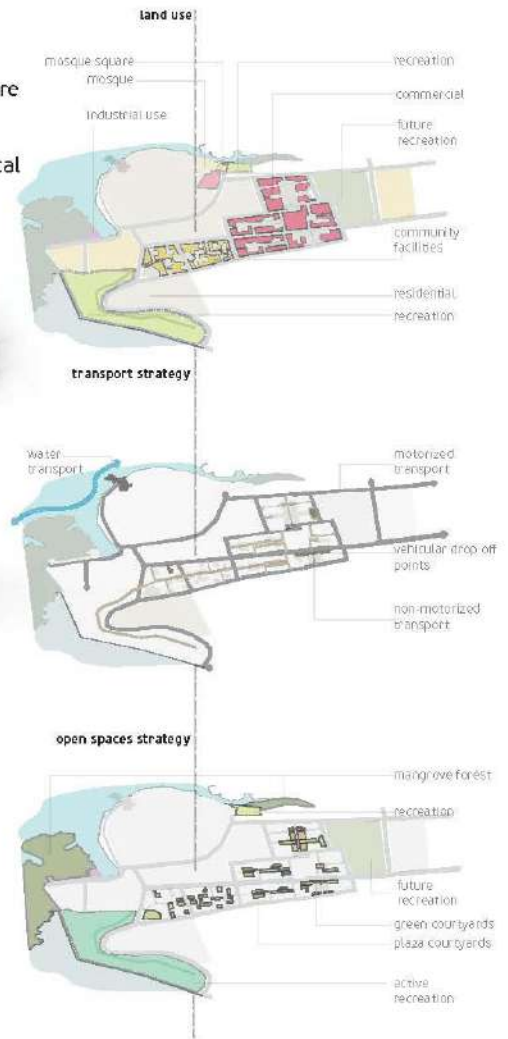 land use
mosque square
mosque
industrial use
recreation
commercial
future
recreation
community
facilities
residential
recreation
transport strategy
water
transport
motorized
transport
vehicular drop off
points
non-motorized
transport
open spaces strategy
mangrove forest
recreation
future
recreation
green courtyards
plaza courtyards
active
recreation